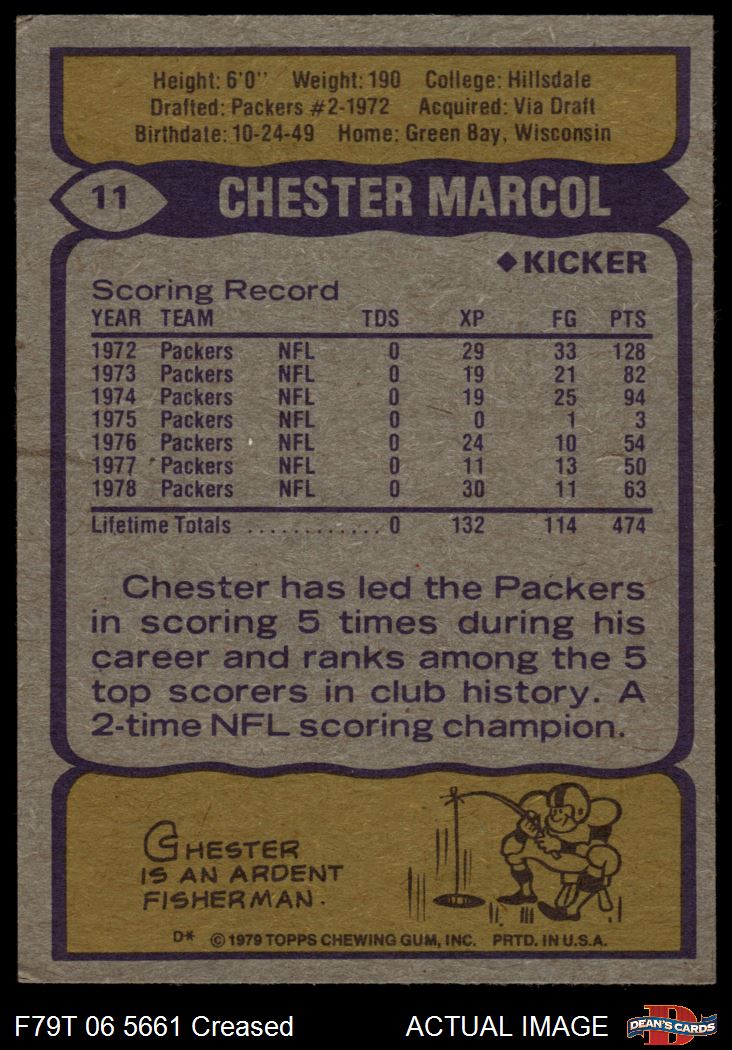 Height: 6'0'' Weight: 190 College: Hillsdale
Drafted: Packers #2-1972 Acquired: Via Draft
Birthdate: 10-24-49 Home: Green Bay, Wisconsin
11 CHESTER MARCOL
◆ KICKER
Scoring Record
YEAR TEAM TDS XP FG PTS
1972 Packers NFL 0 29 33 128
1973 Packers NFL 0 19 21 82
1974 Packers NFL 0 19 25 94
1975 Packers NFL 0 0 1 3
1976 Packers NFL 0 24 10 54
1977 Packers NFL 0 11 13 50
1978 Packers NFL 0 30 11 63
Lifetime Totals ............. 0 132 114 474
Chester has led the Packers
in scoring 5 times during his
career and ranks among the 5
top scorers in club history. A
2-time NFL scoring champion.
CHESTER
IS AN ARDENT
FISHERMAN.
D* © 1979 TOPPS CHEWING GUM, INC. PRTD. IN U.S.A.
F79T 06 5661 Creased ACTUAL IMAGE DEAN'S CARDS